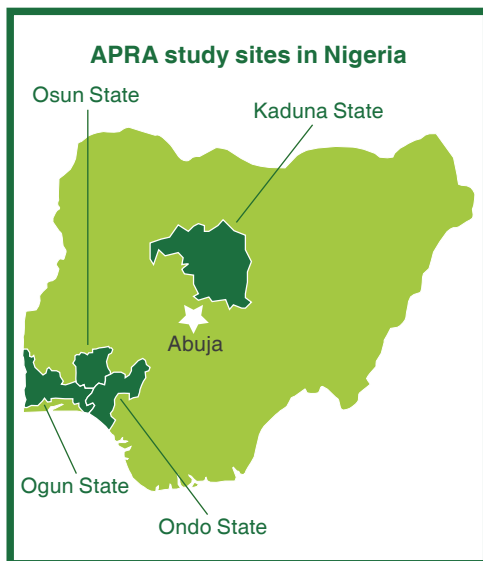 APRA study sites in Nigeria
Osun State
Kaduna State
Abuja
Ogun State
Ondo State